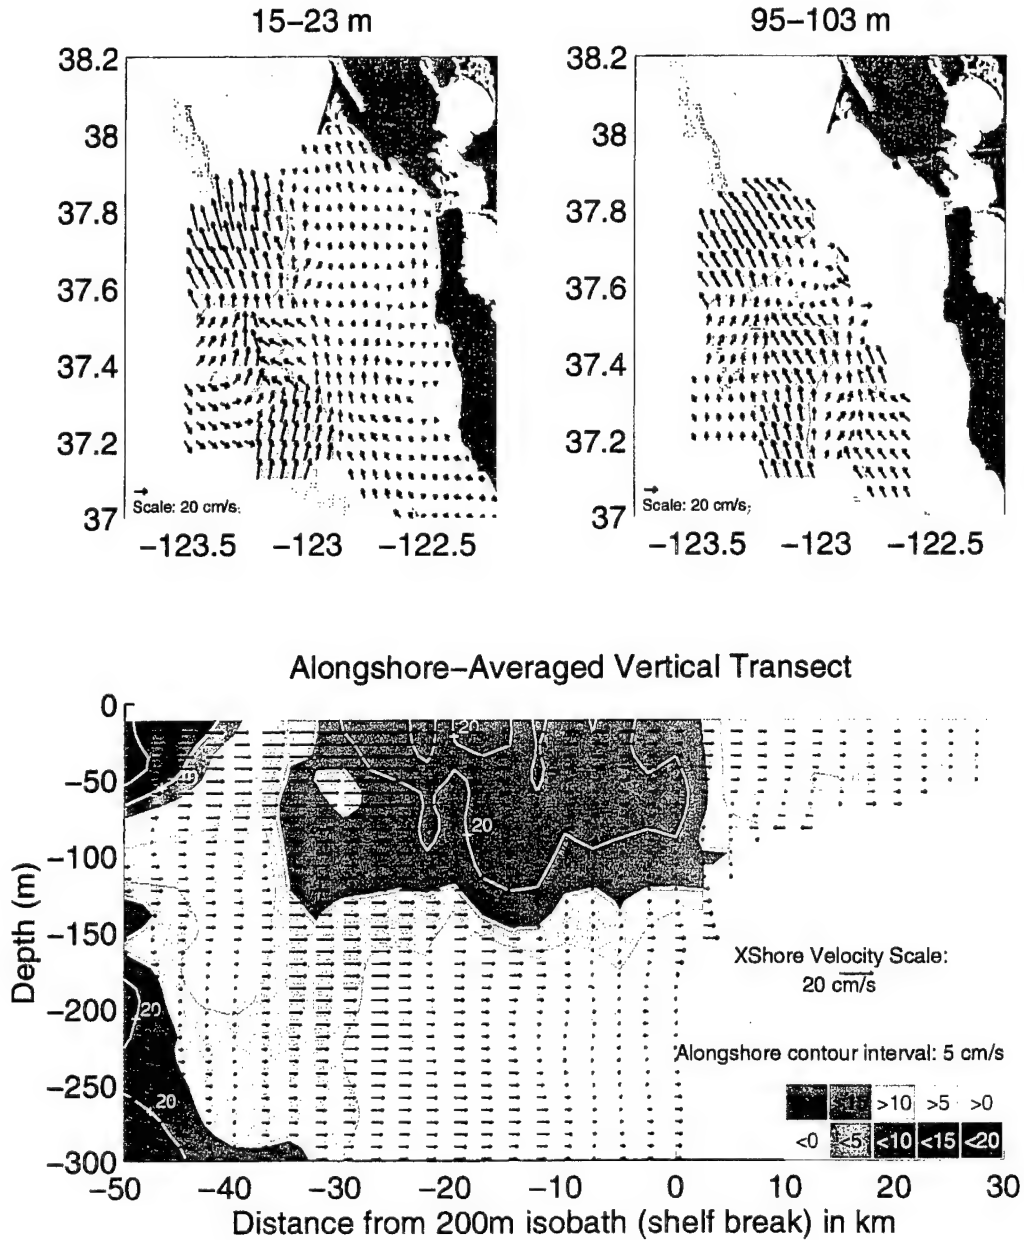 15−23 m
95−103 m
38.2
38
37.8
37.6
37.4
37.2
37
Scale: 20 cm/s
−123.5 −123 −122.5
38.2
38
37.8
37.6
37.4
37.2
37
Scale: 20 cm/s
−123.5 −123 −122.5
Alongshore−Averaged Vertical Transect
Depth (m)
0
−50
−100
−150
−200
−250
−300
20
20
20
20
XShore Velocity Scale:
20 cm/s
Alongshore contour interval: 5 cm/s
>10 >5 >0
<0 <5 <10 <15 <20
−50 −40 −30 −20 −10 0 10 20 30
Distance from 200m isobath (shelf break) in km